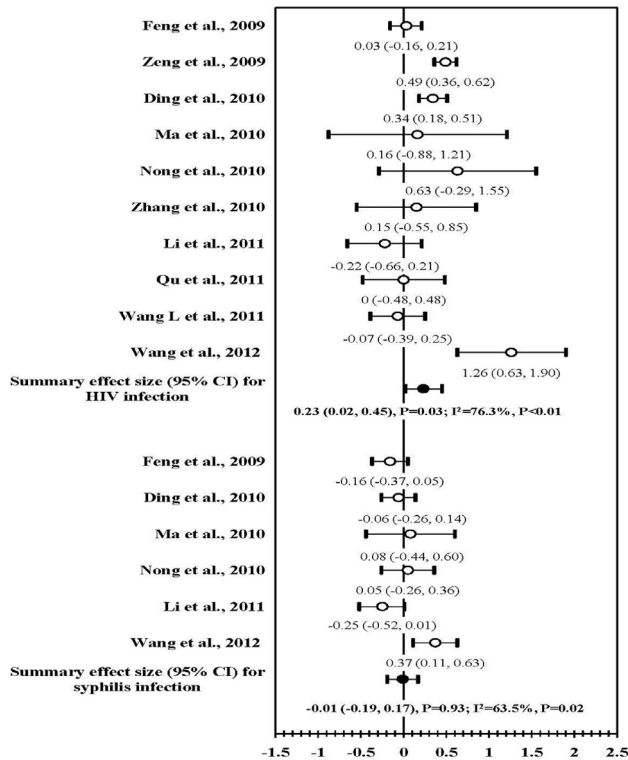 Feng et al., 2009
0.03 (-0.16, 0.21)
Zeng et al., 2009
0.49 (0.36, 0.62)
Ding et al., 2010
0.34 (0.18, 0.51)
Ma et al., 2010
0.16 (-0.88, 1.21)
Nong et al., 2010
0.63 (-0.29, 1.55)
Zhang et al., 2010
0.15 (-0.55, 0.85)
Li et al., 2011
-0.22 (-0.66, 0.21)
Qu et al., 2011
0 (-0.48, 0.48)
Wang L et al., 2011
-0.07 (-0.39, 0.25)
Wang et al., 2012
1.26 (0.63, 1.90)
Summary effect size (95% CI) for
HIV infection
0.23 (0.02, 0.45), P=0.03; I²=76.3%, P<0.01
Feng et al., 2009
-0.16 (-0.37, 0.05)
Ding et al., 2010
-0.06 (-0.26, 0.14)
Ma et al., 2010
0.08 (-0.44, 0.60)
Nong et al., 2010
0.05 (-0.26, 0.36)
Li et al., 2011
-0.25 (-0.52, 0.01)
Wang et al., 2012
0.37 (0.11, 0.63)
Summary effect size (95% CI) for
syphilis infection
-0.01 (-0.19, 0.17), P=0.93; I²=63.5%, P=0.02
-1.5 -1 -0.5 0 0.5 1 1.5 2 2.5